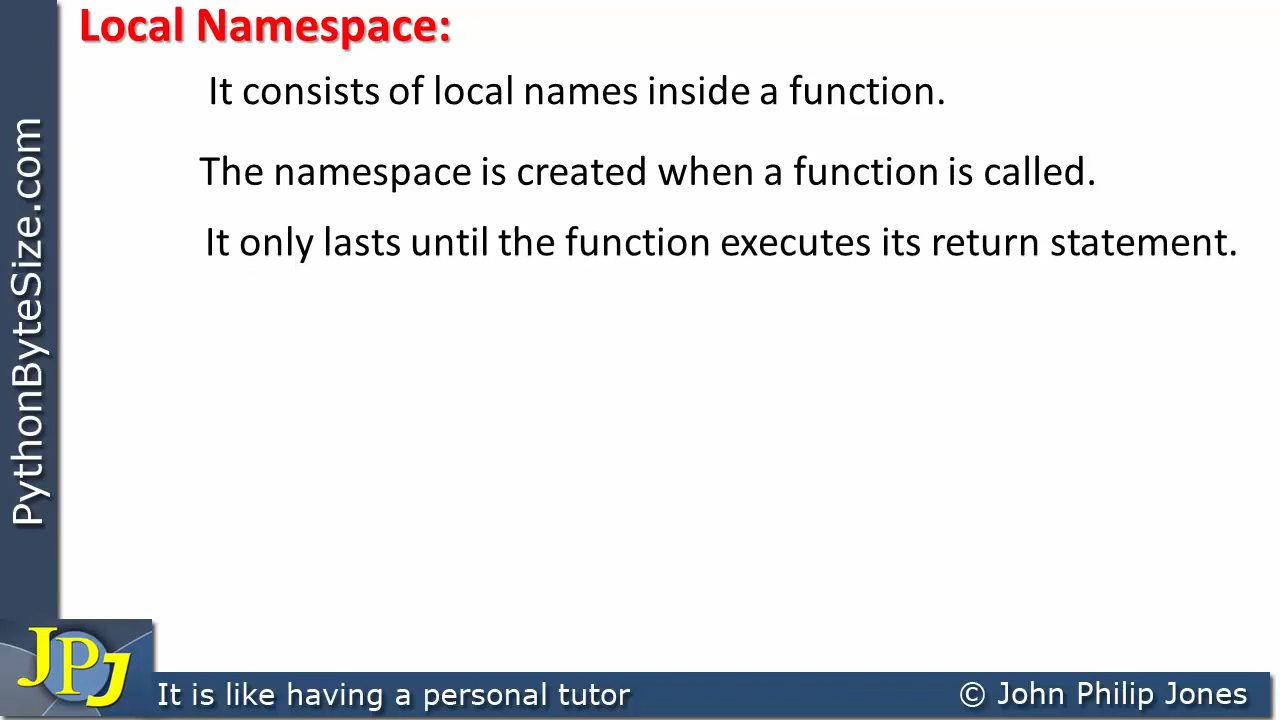 Local Namespace:
It consists of local names inside a function.
The namespace is created when a function is called.
It only lasts until the function executes its return statement.
PythonByteSize.com
JPJ
It is like having a personal tutor
© John Philip Jones